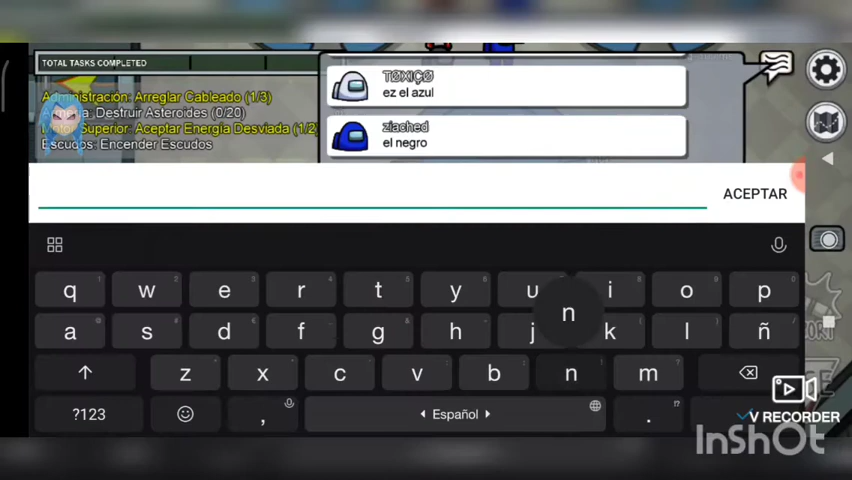 TOTAL TASKS COMPLETED
Administración: Arreglar Cableado (1/3)
Destruir Asteroides (0/20)
Motor Superior: Aceptar Energía Desviada (1/2)
Escudos: Encender Escudos
TØXIÇØ
ez el azul
ziached
el negro
ACEPTAR
q w e r t y u i o p
a s d f g h j k l ñ
n
z x c v b n m
?123 , Español .
V RECORDER
InShOt